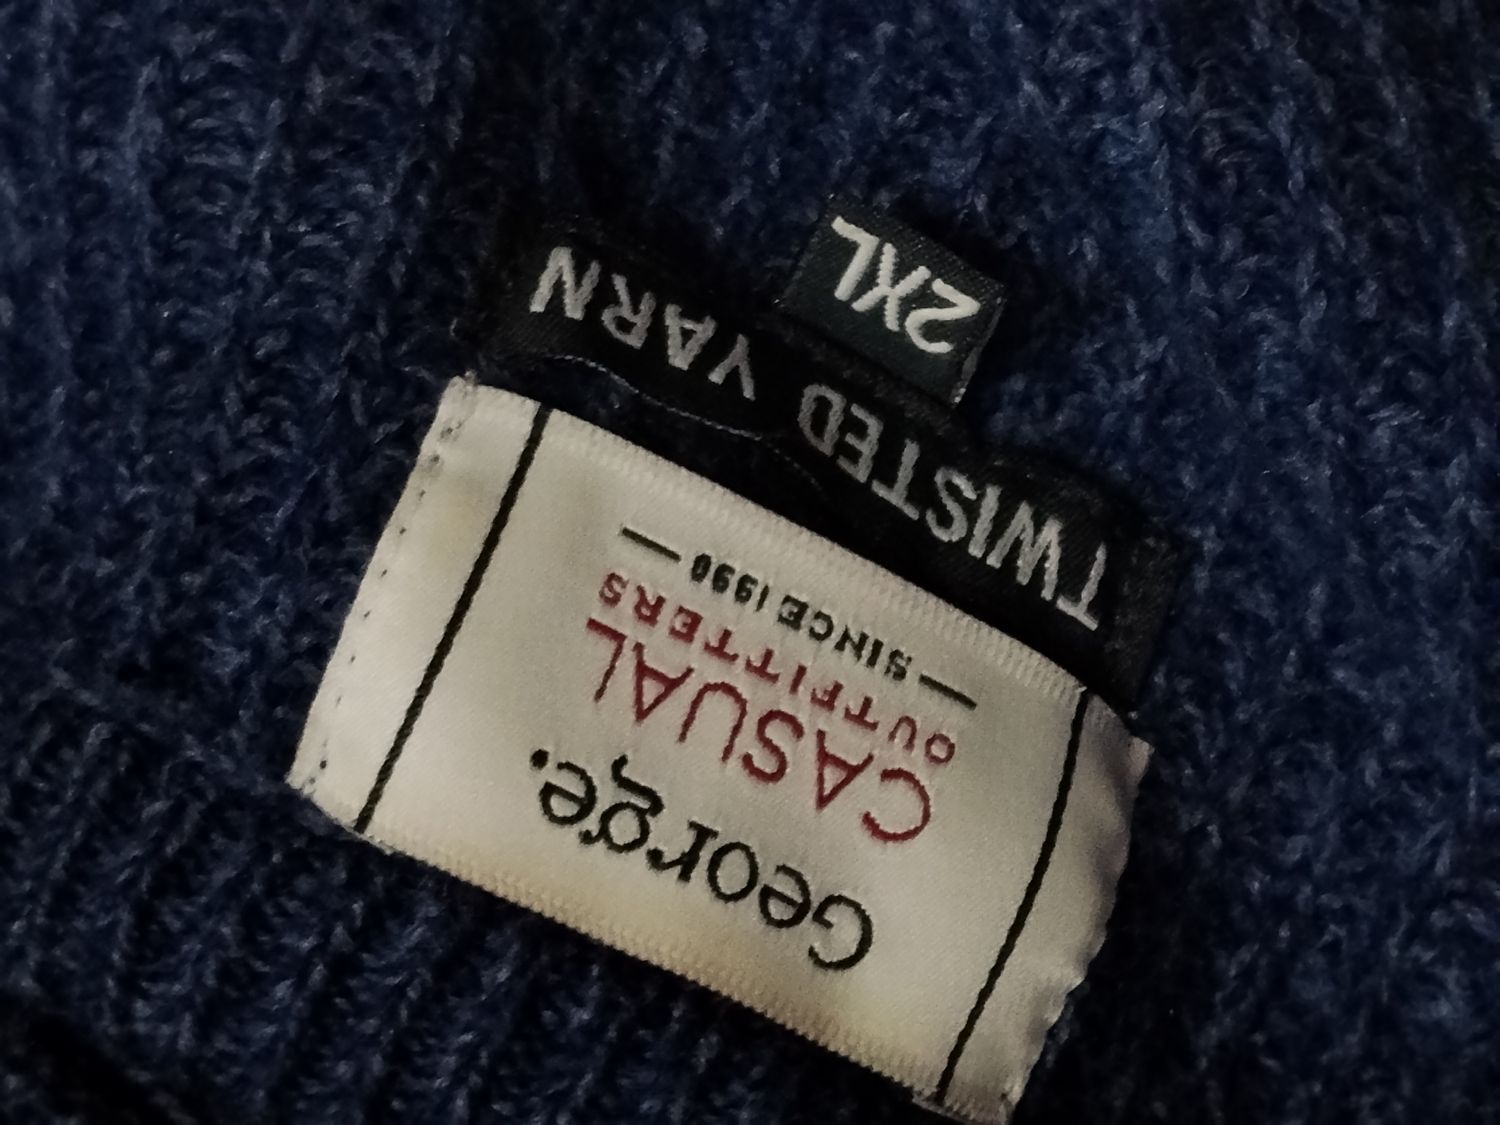 George.
CASUAL
OUTFITTERS
— SINCE 1990 —
TWISTED YARN
2XL